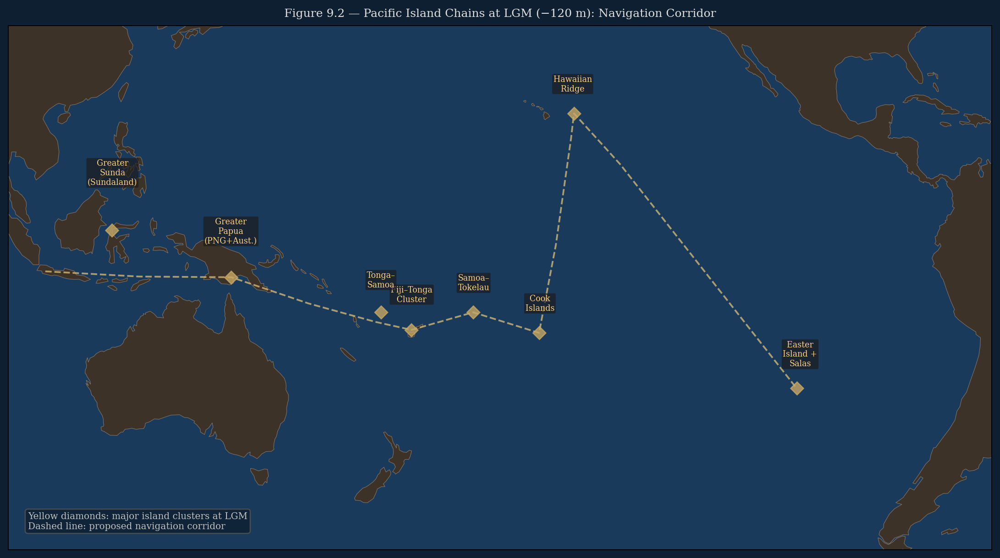 Figure 9.2 — Pacific Island Chains at LGM (−120 m): Navigation Corridor
Hawaiian
Ridge
Greater
Sunda
(Sundaland)
Greater
Papua
(PNG+Aust.)
Tonga–
Samoa
Fiji–Tonga
Cluster
Samoa–
Tokelau
Cook
Islands
Easter
Island +
Salas
Yellow diamonds: major island clusters at LGM
Dashed line: proposed navigation corridor